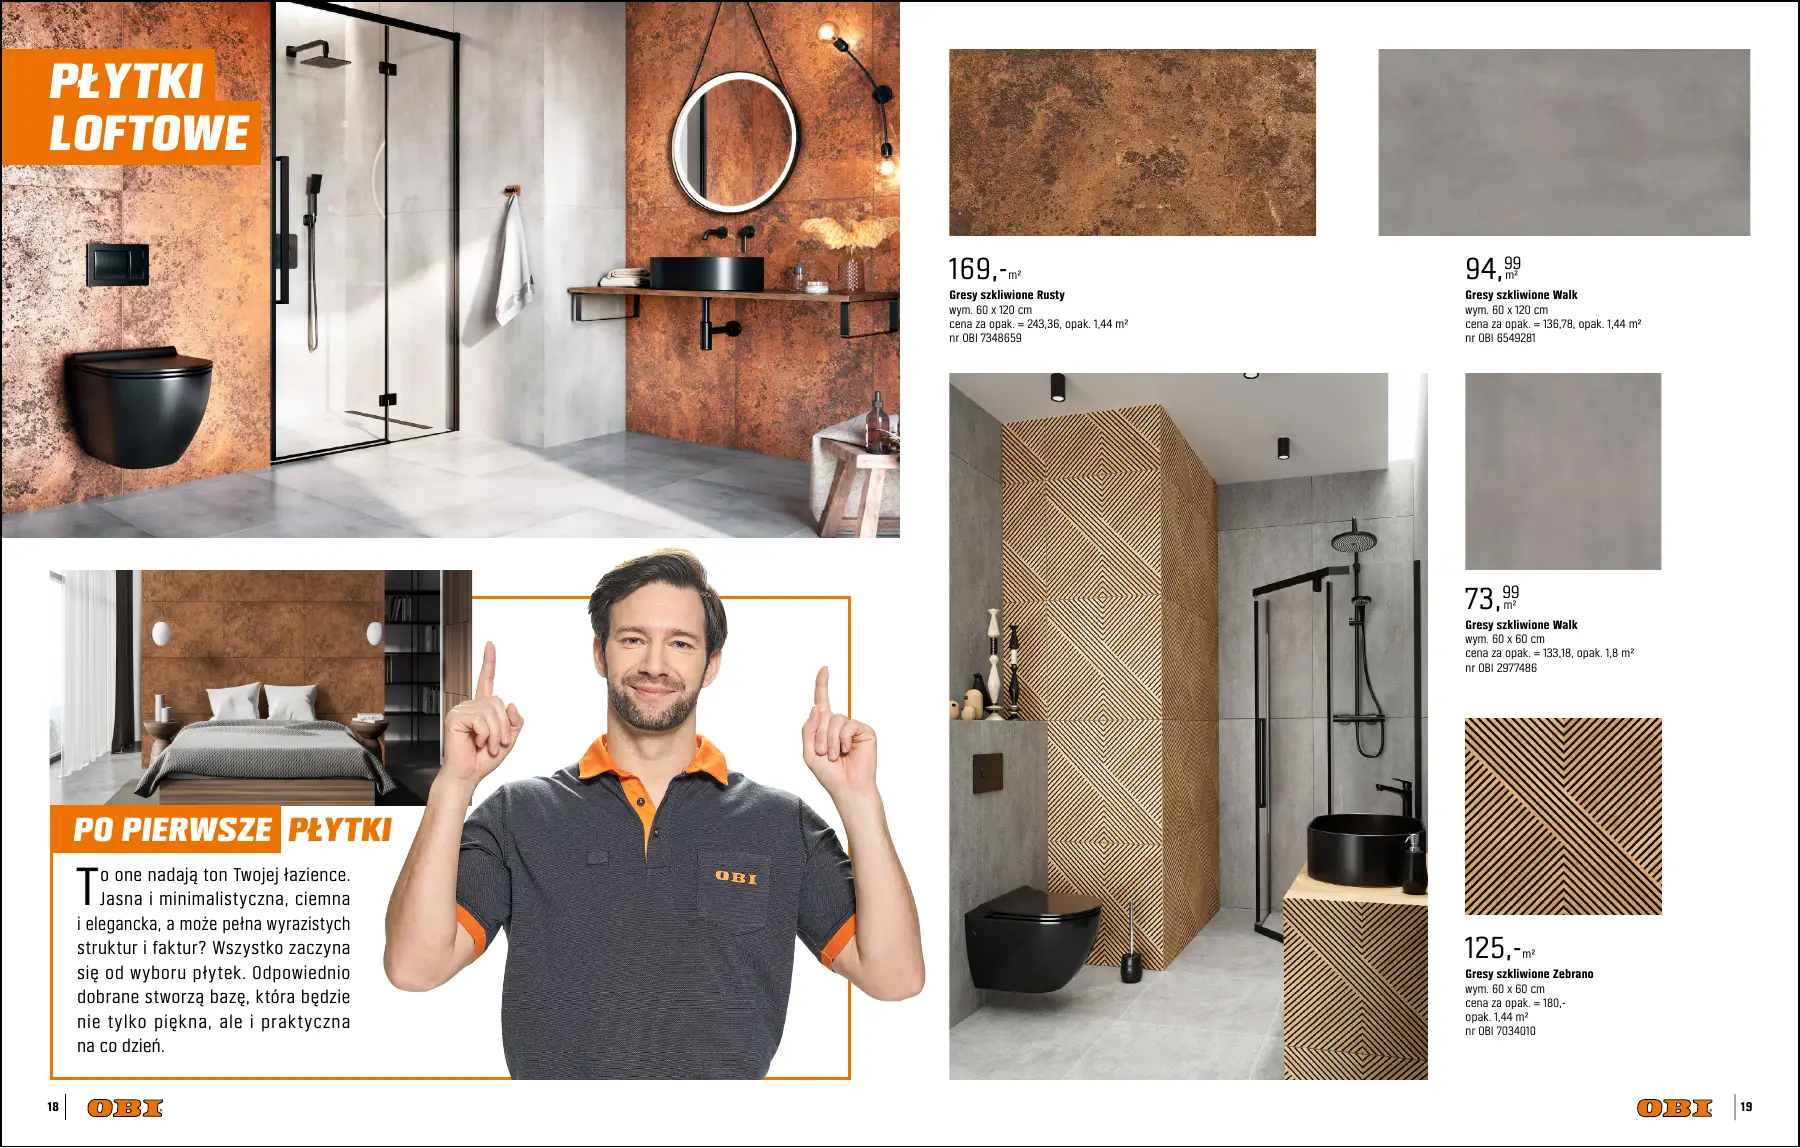 PŁYTKI
LOFTOWE
PO PIERWSZE PŁYTKI
To one nadają ton Twojej łazience.
Jasna i minimalistyczna, ciemna
i elegancka, a może pełna wyrazistych
struktur i faktur? Wszystko zaczyna
się od wyboru płytek. Odpowiednio
dobrane stworzą bazę, która będzie
nie tylko piękna, ale i praktyczna
na co dzień.
OBI
18 OBI
169,- m²
Gresy szkliwione Rusty
wym. 60 x 120 cm
cena za opak. = 243,36, opak. 1,44 m²
nr OBI 7348659
94,99 m²
Gresy szkliwione Walk
wym. 60 x 120 cm
cena za opak. = 136,78, opak. 1,44 m²
nr OBI 6549281
73,99 m²
Gresy szkliwione Walk
wym. 60 x 60 cm
cena za opak. = 133,18, opak. 1,8 m²
nr OBI 2977486
125,- m²
Gresy szkliwione Zebrano
wym. 60 x 60 cm
cena za opak. = 180,-
opak. 1,44 m²
nr OBI 7034010
OBI 19